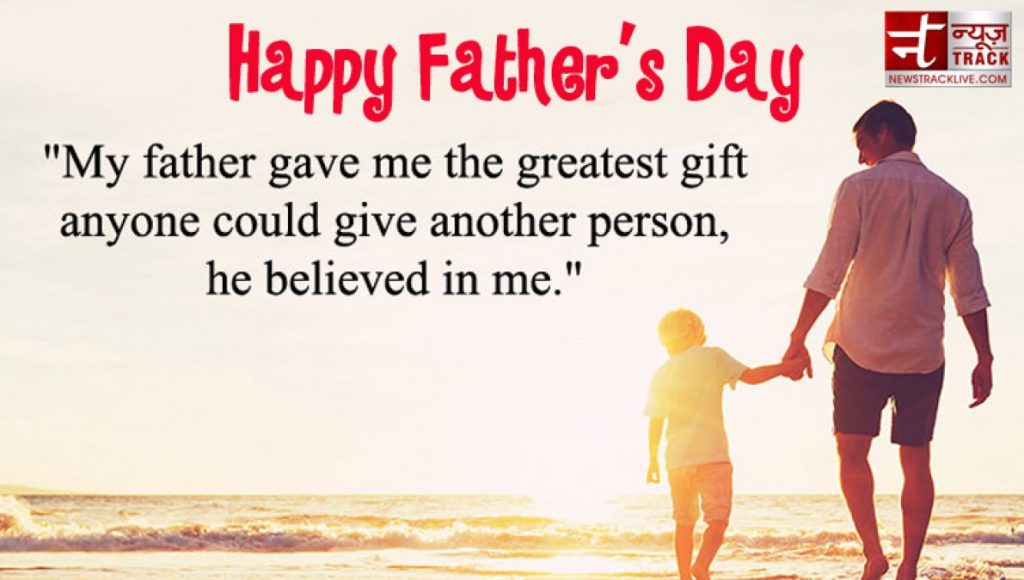 Happy Father's Day
न्यूज़
TRACK
NEWSTRACKLIVE.COM
"My father gave me the greatest gift
anyone could give another person,
he believed in me."